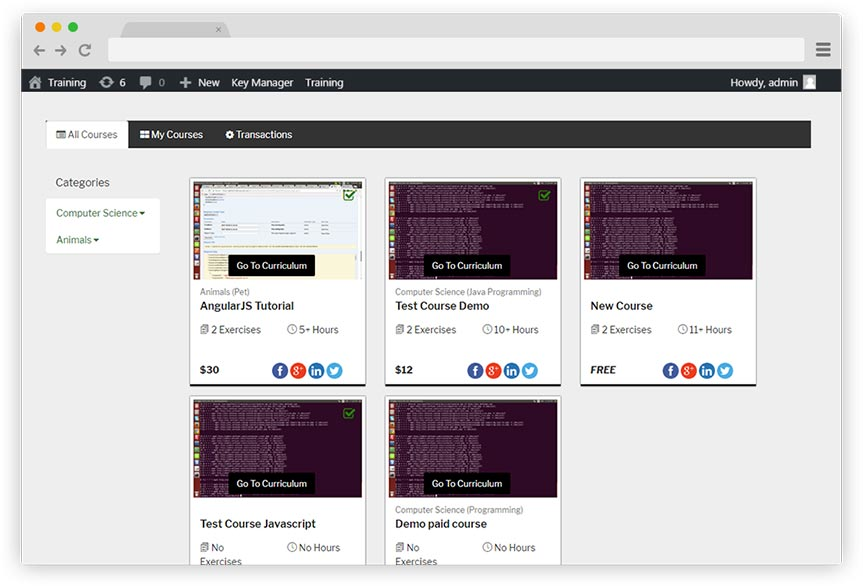 Training 6 0 New Key Manager Training Howdy, admin
All Courses My Courses Transactions
Categories
Computer Science
Animals
Go To Curriculum
Animals (Pet)
AngularJS Tutorial
2 Exercises 5+ Hours
$30
Go To Curriculum
Computer Science (Java Programming)
Test Course Demo
2 Exercises 10+ Hours
$12
Go To Curriculum
New Course
2 Exercises 11+ Hours
FREE
Go To Curriculum
Test Course Javascript
No Hours
No
Exercises
Go To Curriculum
Computer Science (Programming)
Demo paid course
No Hours
No
Exercises